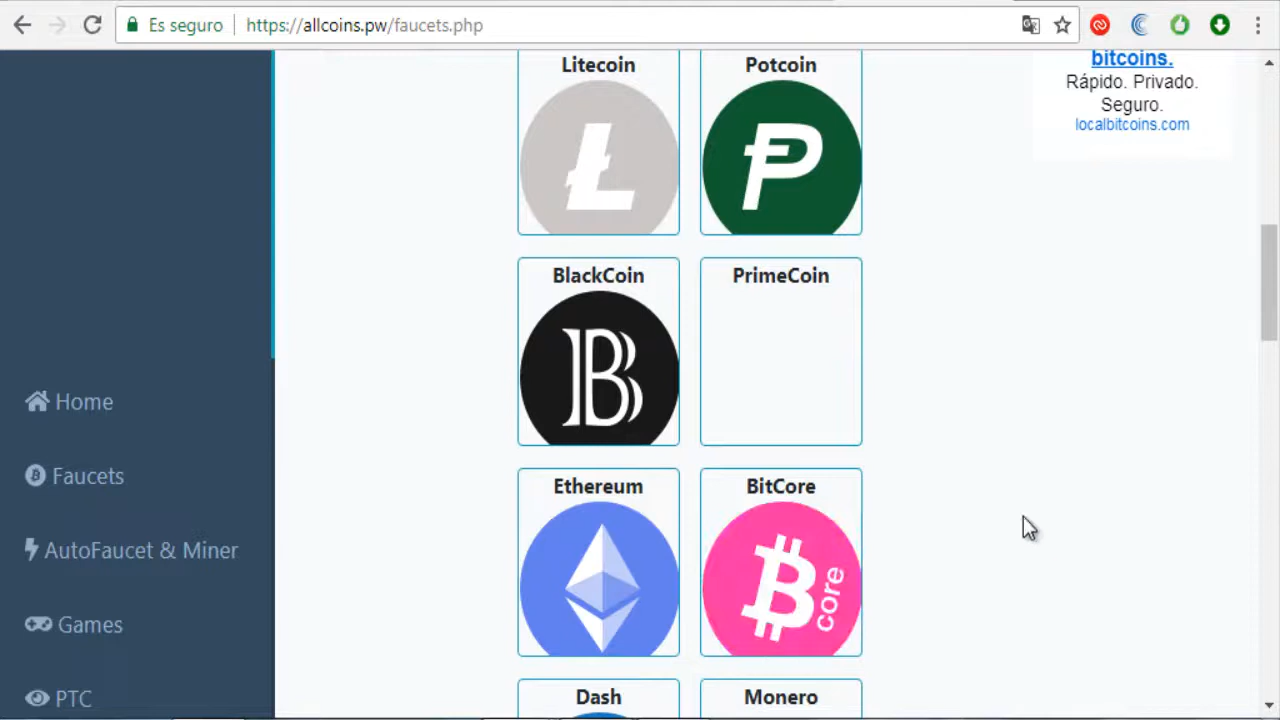 Es seguro
https://allcoins.pw/faucets.php
Litecoin
Potcoin
BlackCoin
PrimeCoin
Ethereum
BitCore
core
Dash
Monero
Home
Faucets
AutoFaucet & Miner
Games
PTC
bitcoins.
Rápido. Privado.
Seguro.
localbitcoins.com